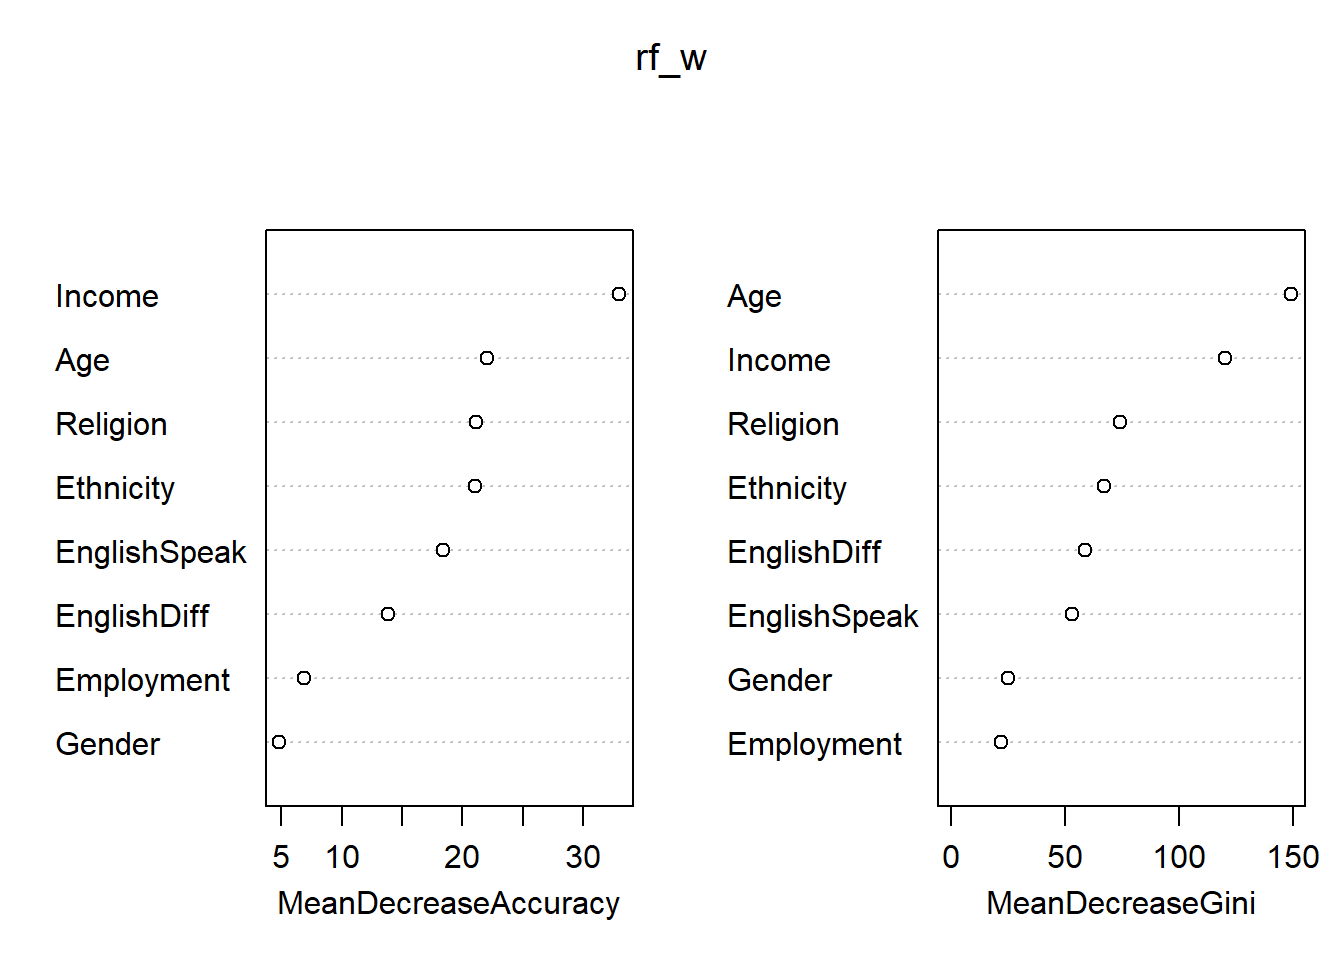 rf_w
Income
Age
Religion
Ethnicity
EnglishSpeak
EnglishDiff
Employment
Gender
5 10 20 30
MeanDecreaseAccuracy
Age
Income
Religion
Ethnicity
EnglishDiff
EnglishSpeak
Gender
Employment
0 50 100 150
MeanDecreaseGini